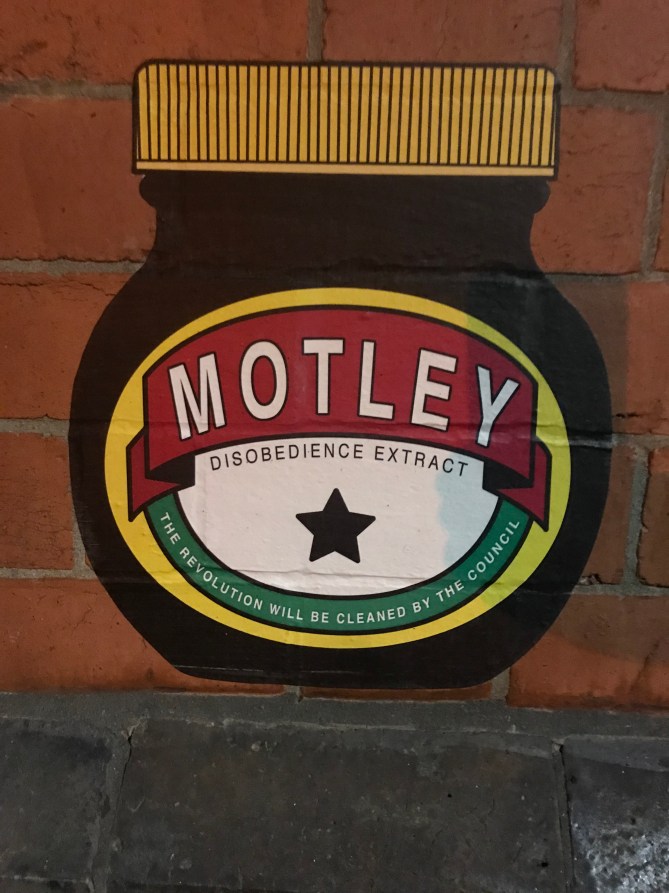 MOTLEY
DISOBEDIENCE EXTRACT
THE REVOLUTION WILL BE CLEANED BY THE COUNCIL